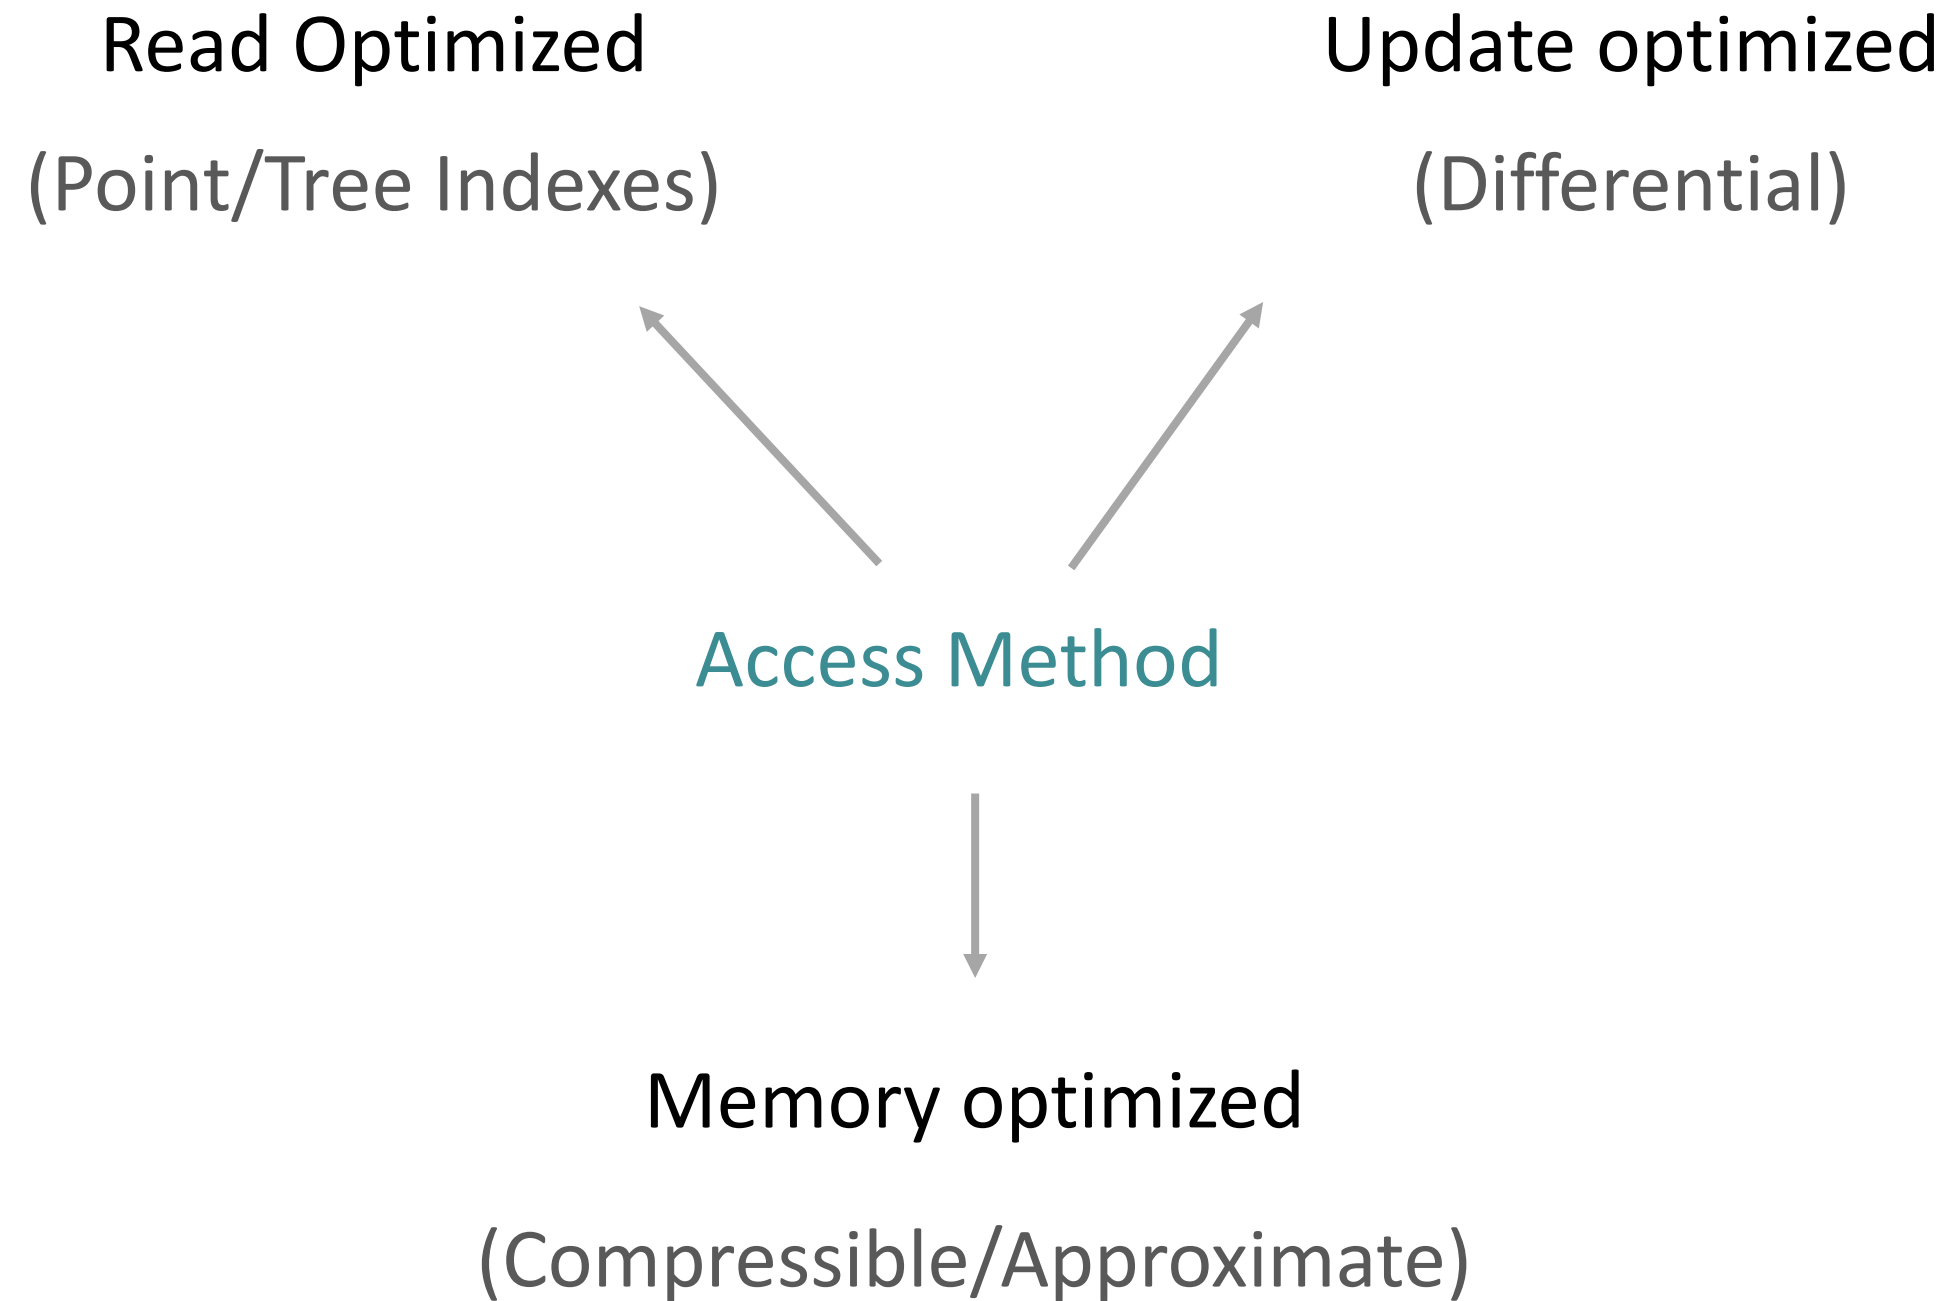 Read Optimized
Update optimized
(Point/Tree Indexes)
(Differential)
Access Method
Memory optimized
(Compressible/Approximate)